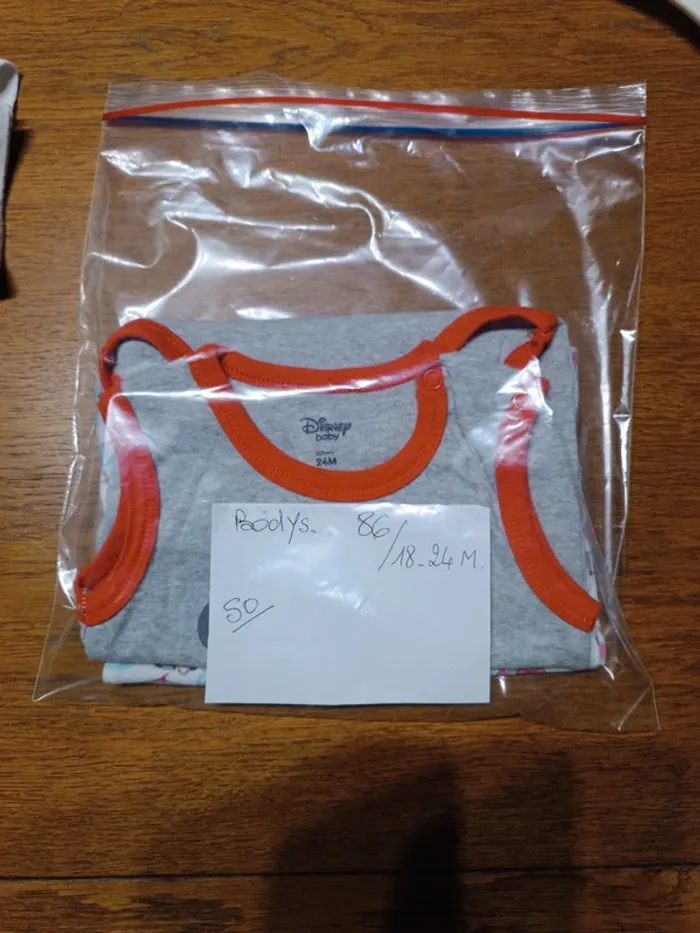 Disney
baby
24M
Bodys. 86/18-24 M.
50/